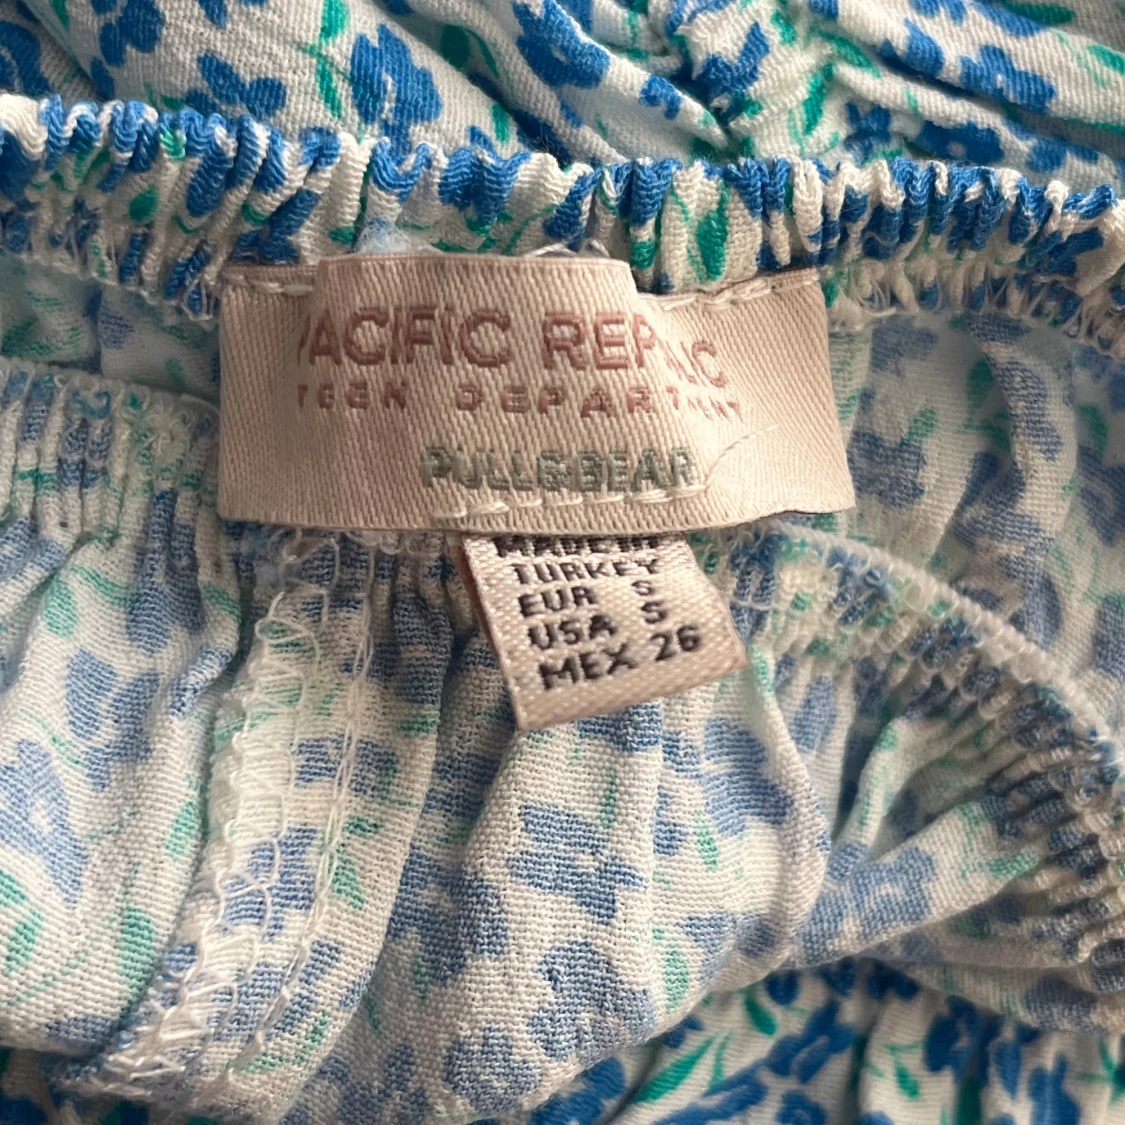 PACIFIC REPUBLIC
TEEN DEPARTMENT
PULL&BEAR
MADE IN
TURKEY
EUR S
USA S
MEX 26